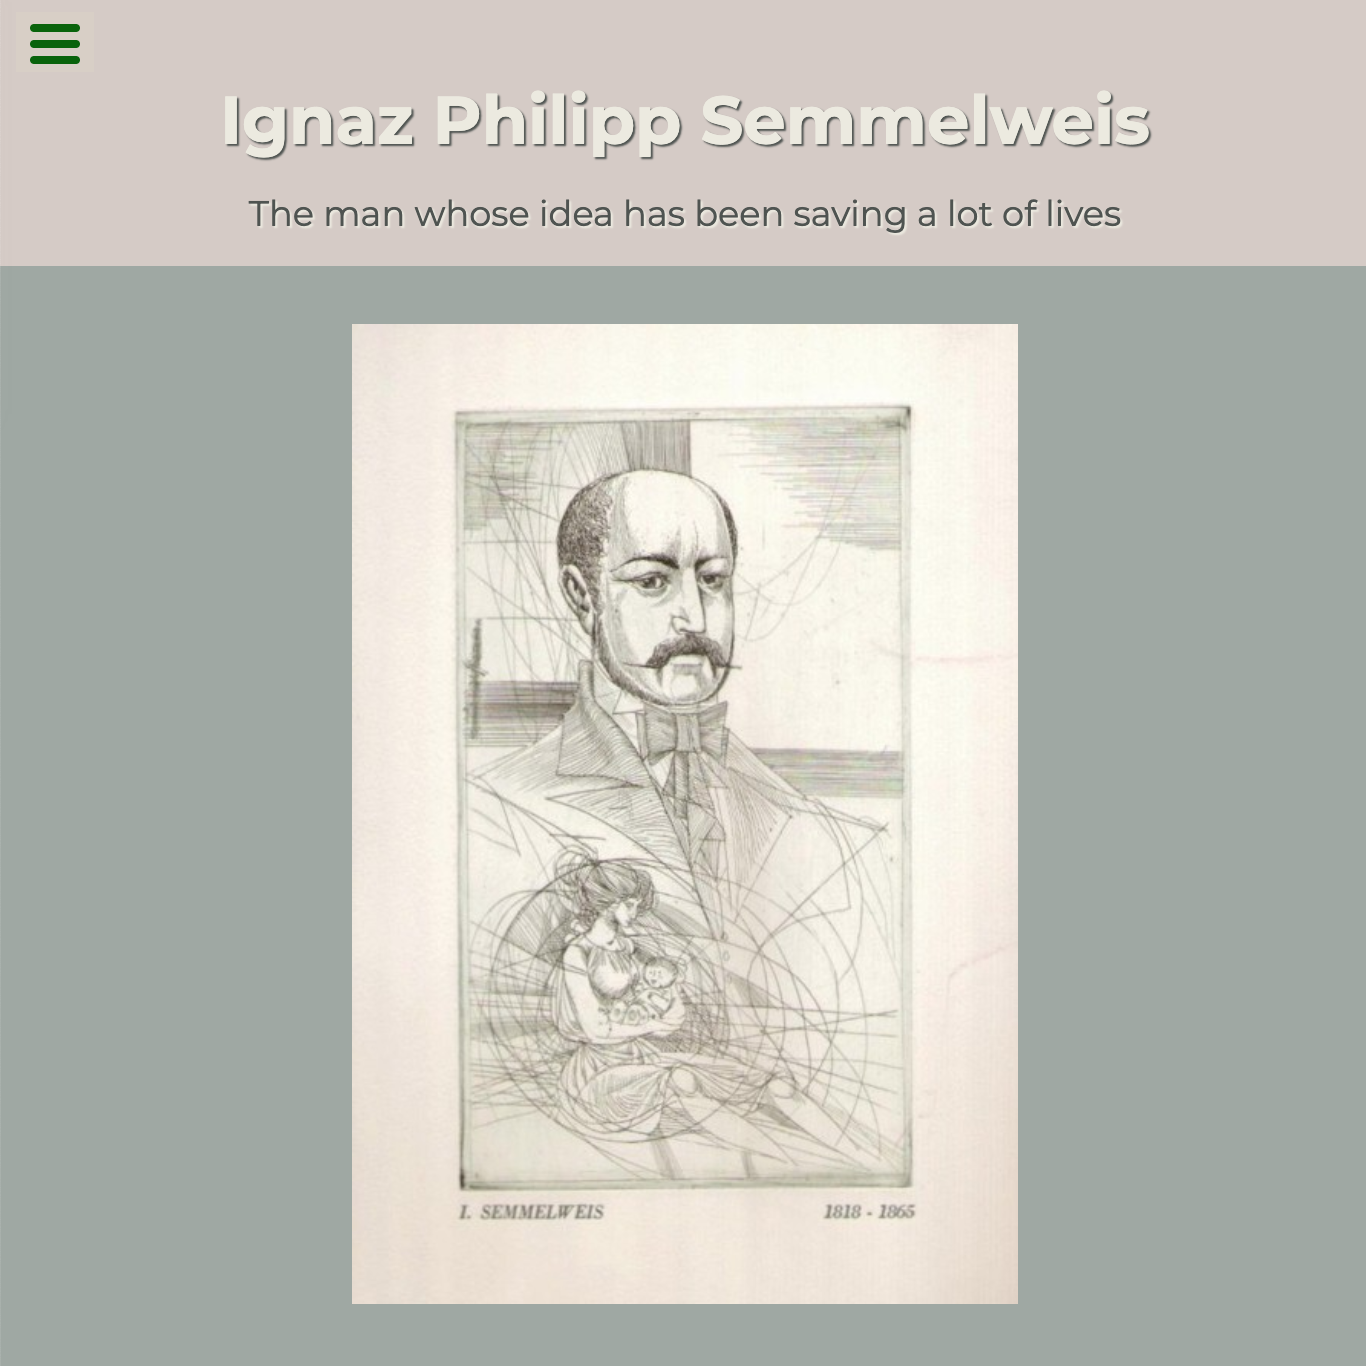 Ignaz Philipp Semmelweis
The man whose idea has been saving a lot of lives
I. SEMMELWEIS
1818 - 1865